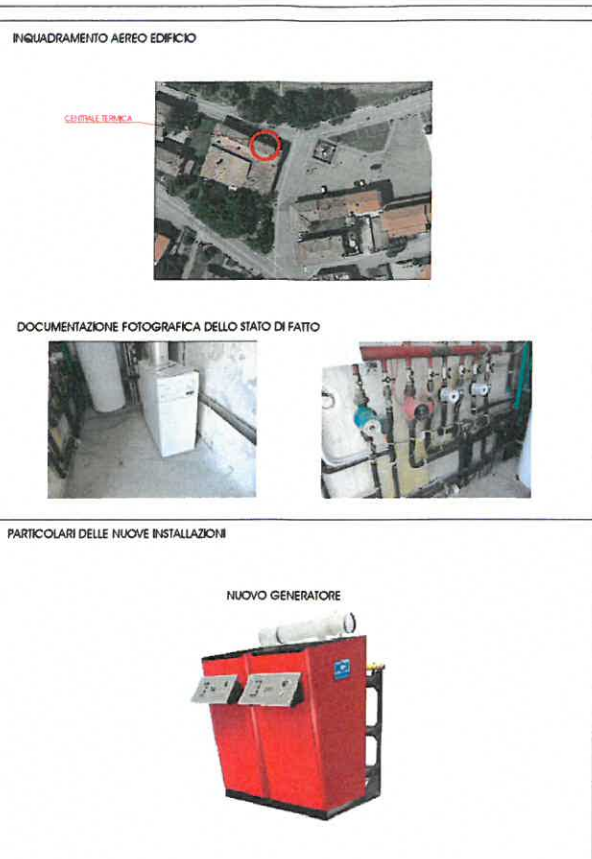 INQUADRAMENTO AEREO EDIFICIO
CENTRALE TERMICA
DOCUMENTAZIONE FOTOGRAFICA DELLO STATO DI FATTO
PARTICOLARI DELLE NUOVE INSTALLAZIONI
NUOVO GENERATORE